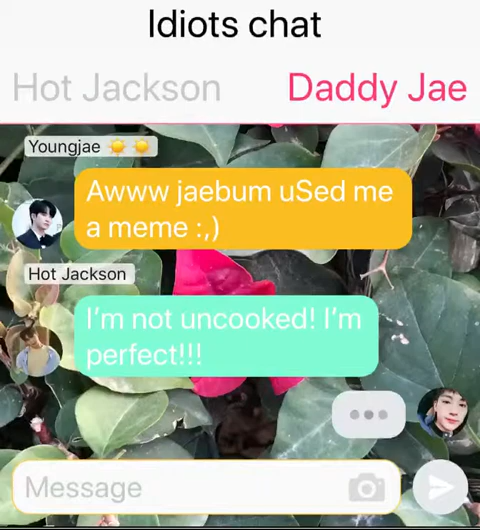 Idiots chat
Hot Jackson Daddy Jae
Youngjae ☀️☀️
Awww jaebum uSed me
a meme :,)
Hot Jackson
I'm not uncooked! I'm
perfect!!!
Message